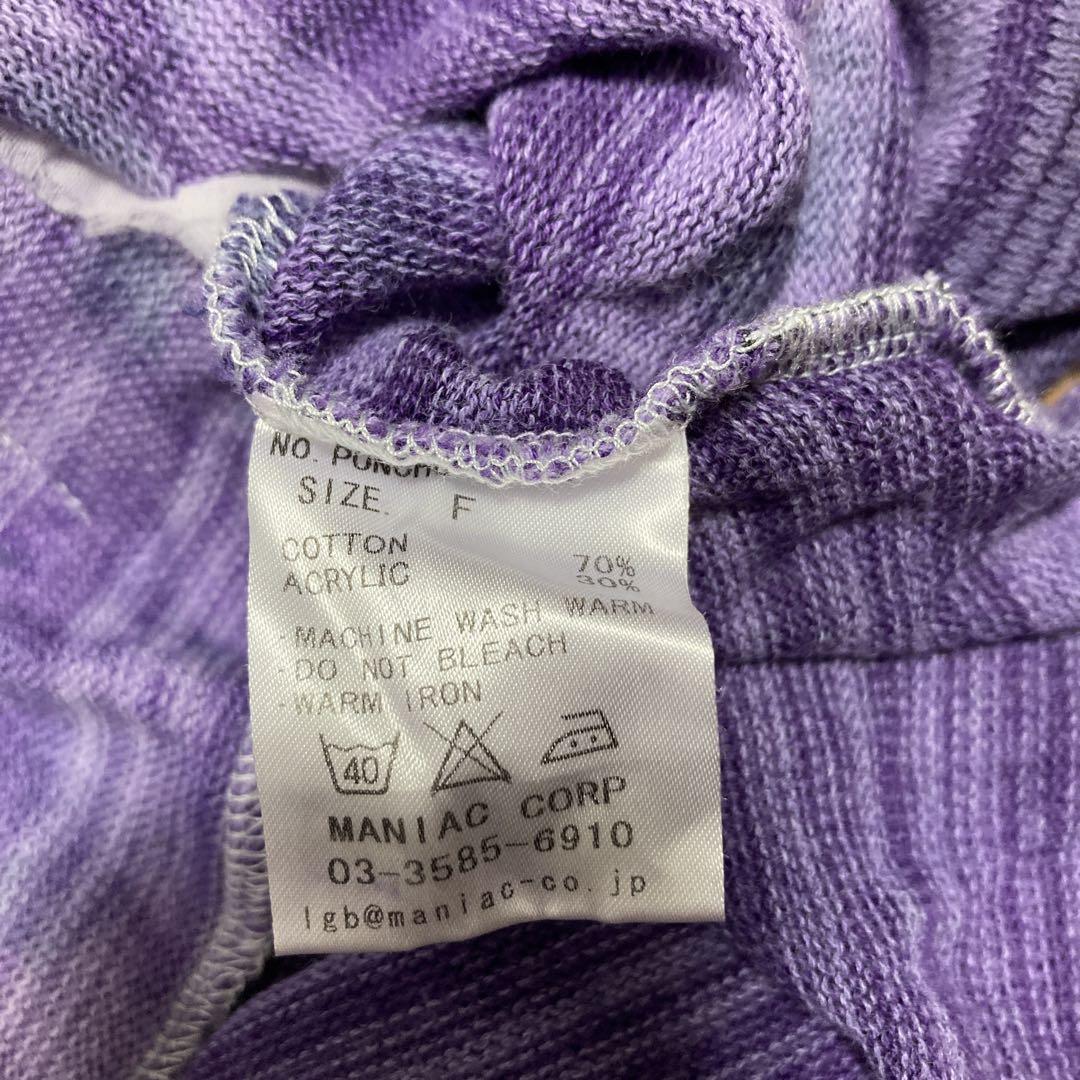 NO.
SIZE. F
COTTON 70%
ACRYLIC 30%
-MACHINE WASH WARM
-DO NOT BLEACH
-WARM IRON
40
MANIAC CORP
03-3585-6910
lgb@maniac-co.jp